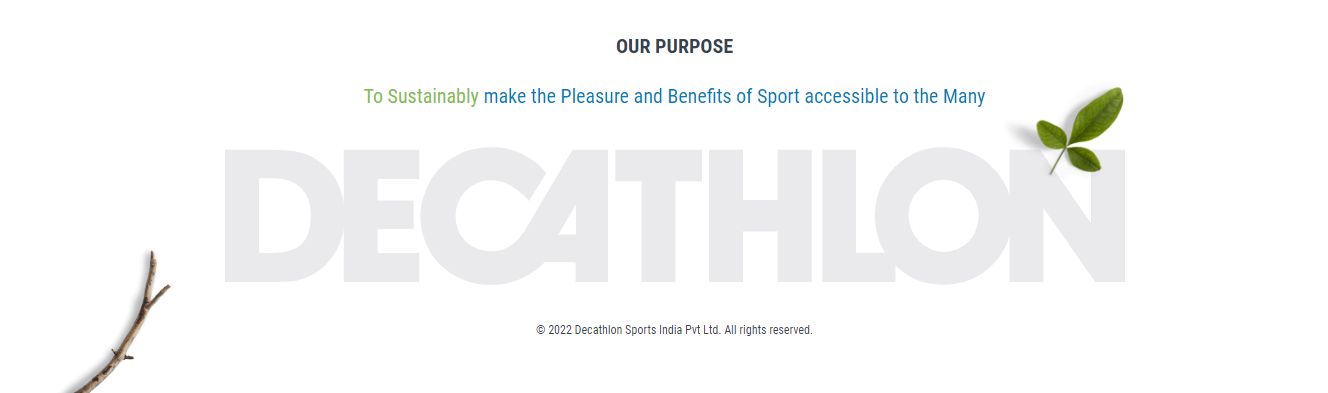 OUR PURPOSE
To Sustainably make the Pleasure and Benefits of Sport accessible to the Many
DECATHLON
© 2022 Decathlon Sports India Pvt Ltd. All rights reserved.